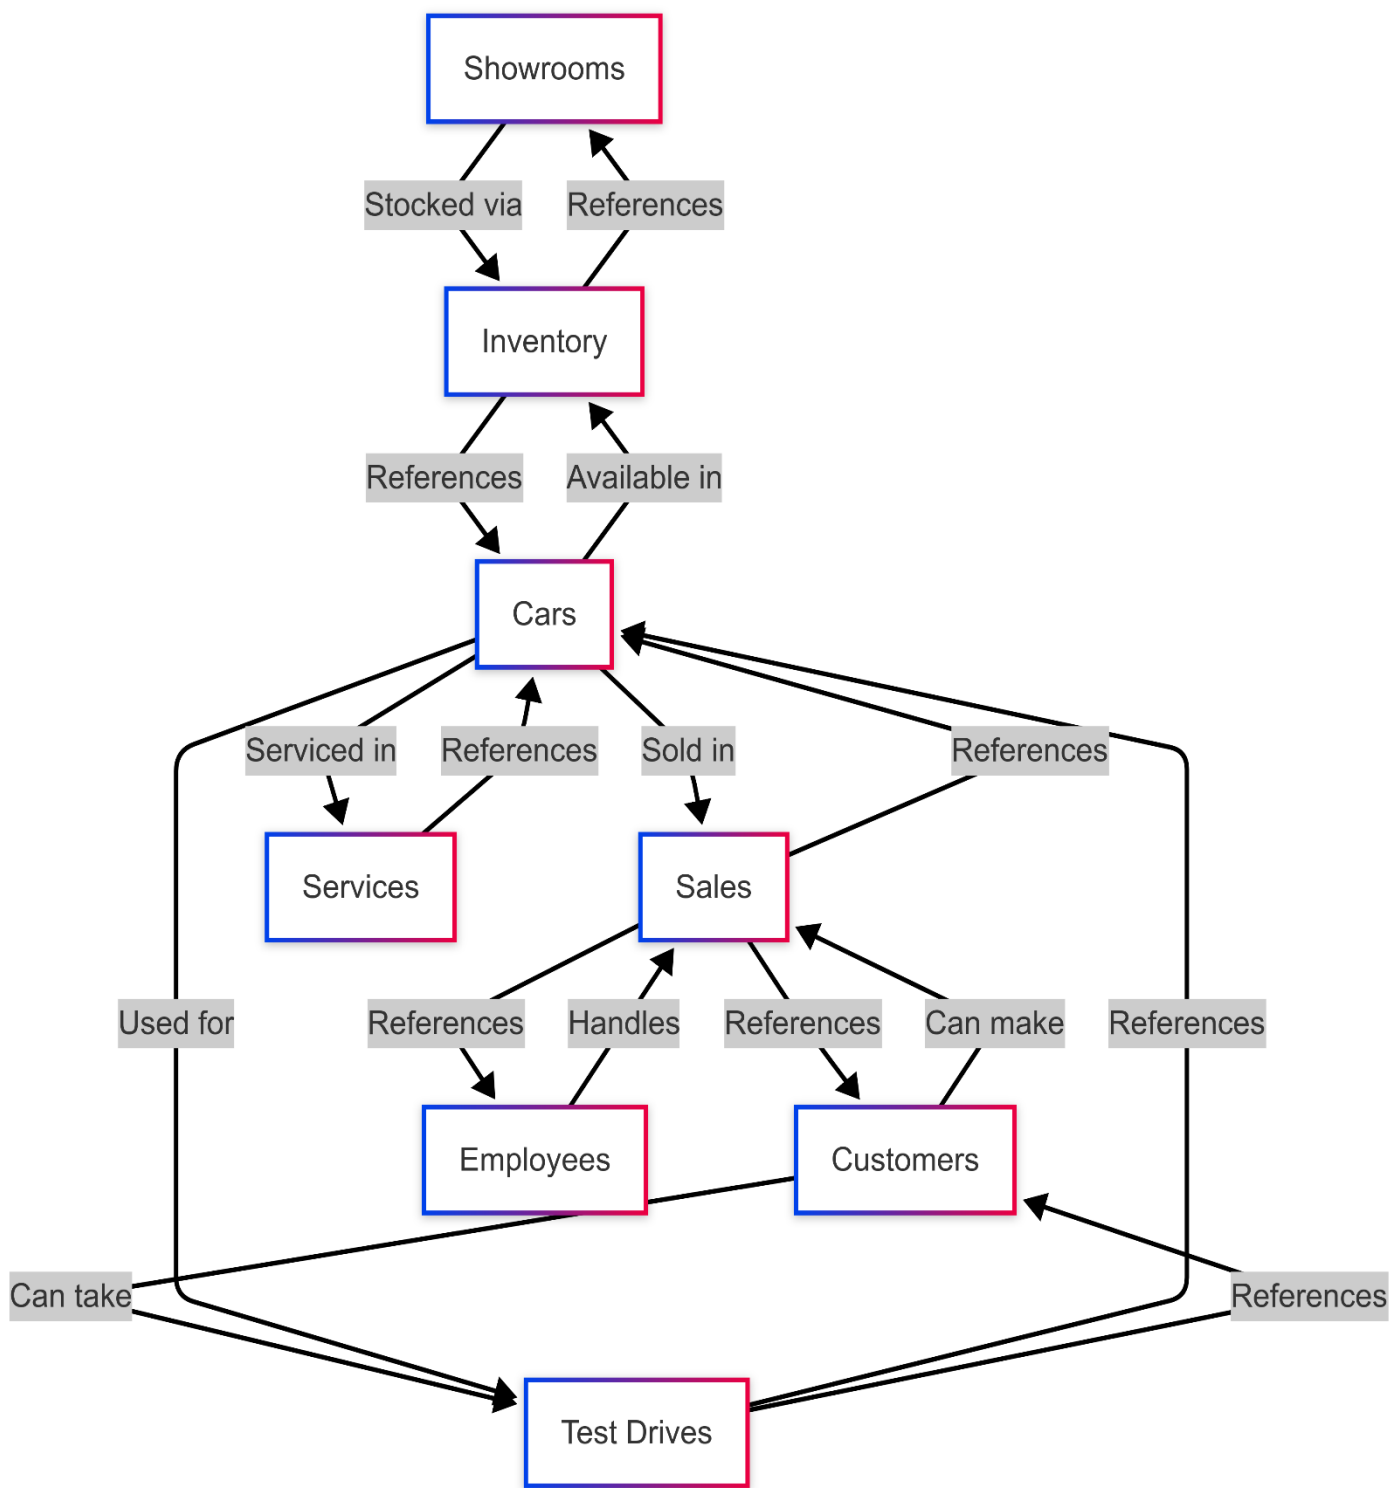 Showrooms
Stocked via
References
Inventory
References
Available in
Cars
Serviced in
References
Sold in
References
Services
Sales
Used for
References
Handles
References
Can make
References
Employees
Customers
Can take
References
Test Drives